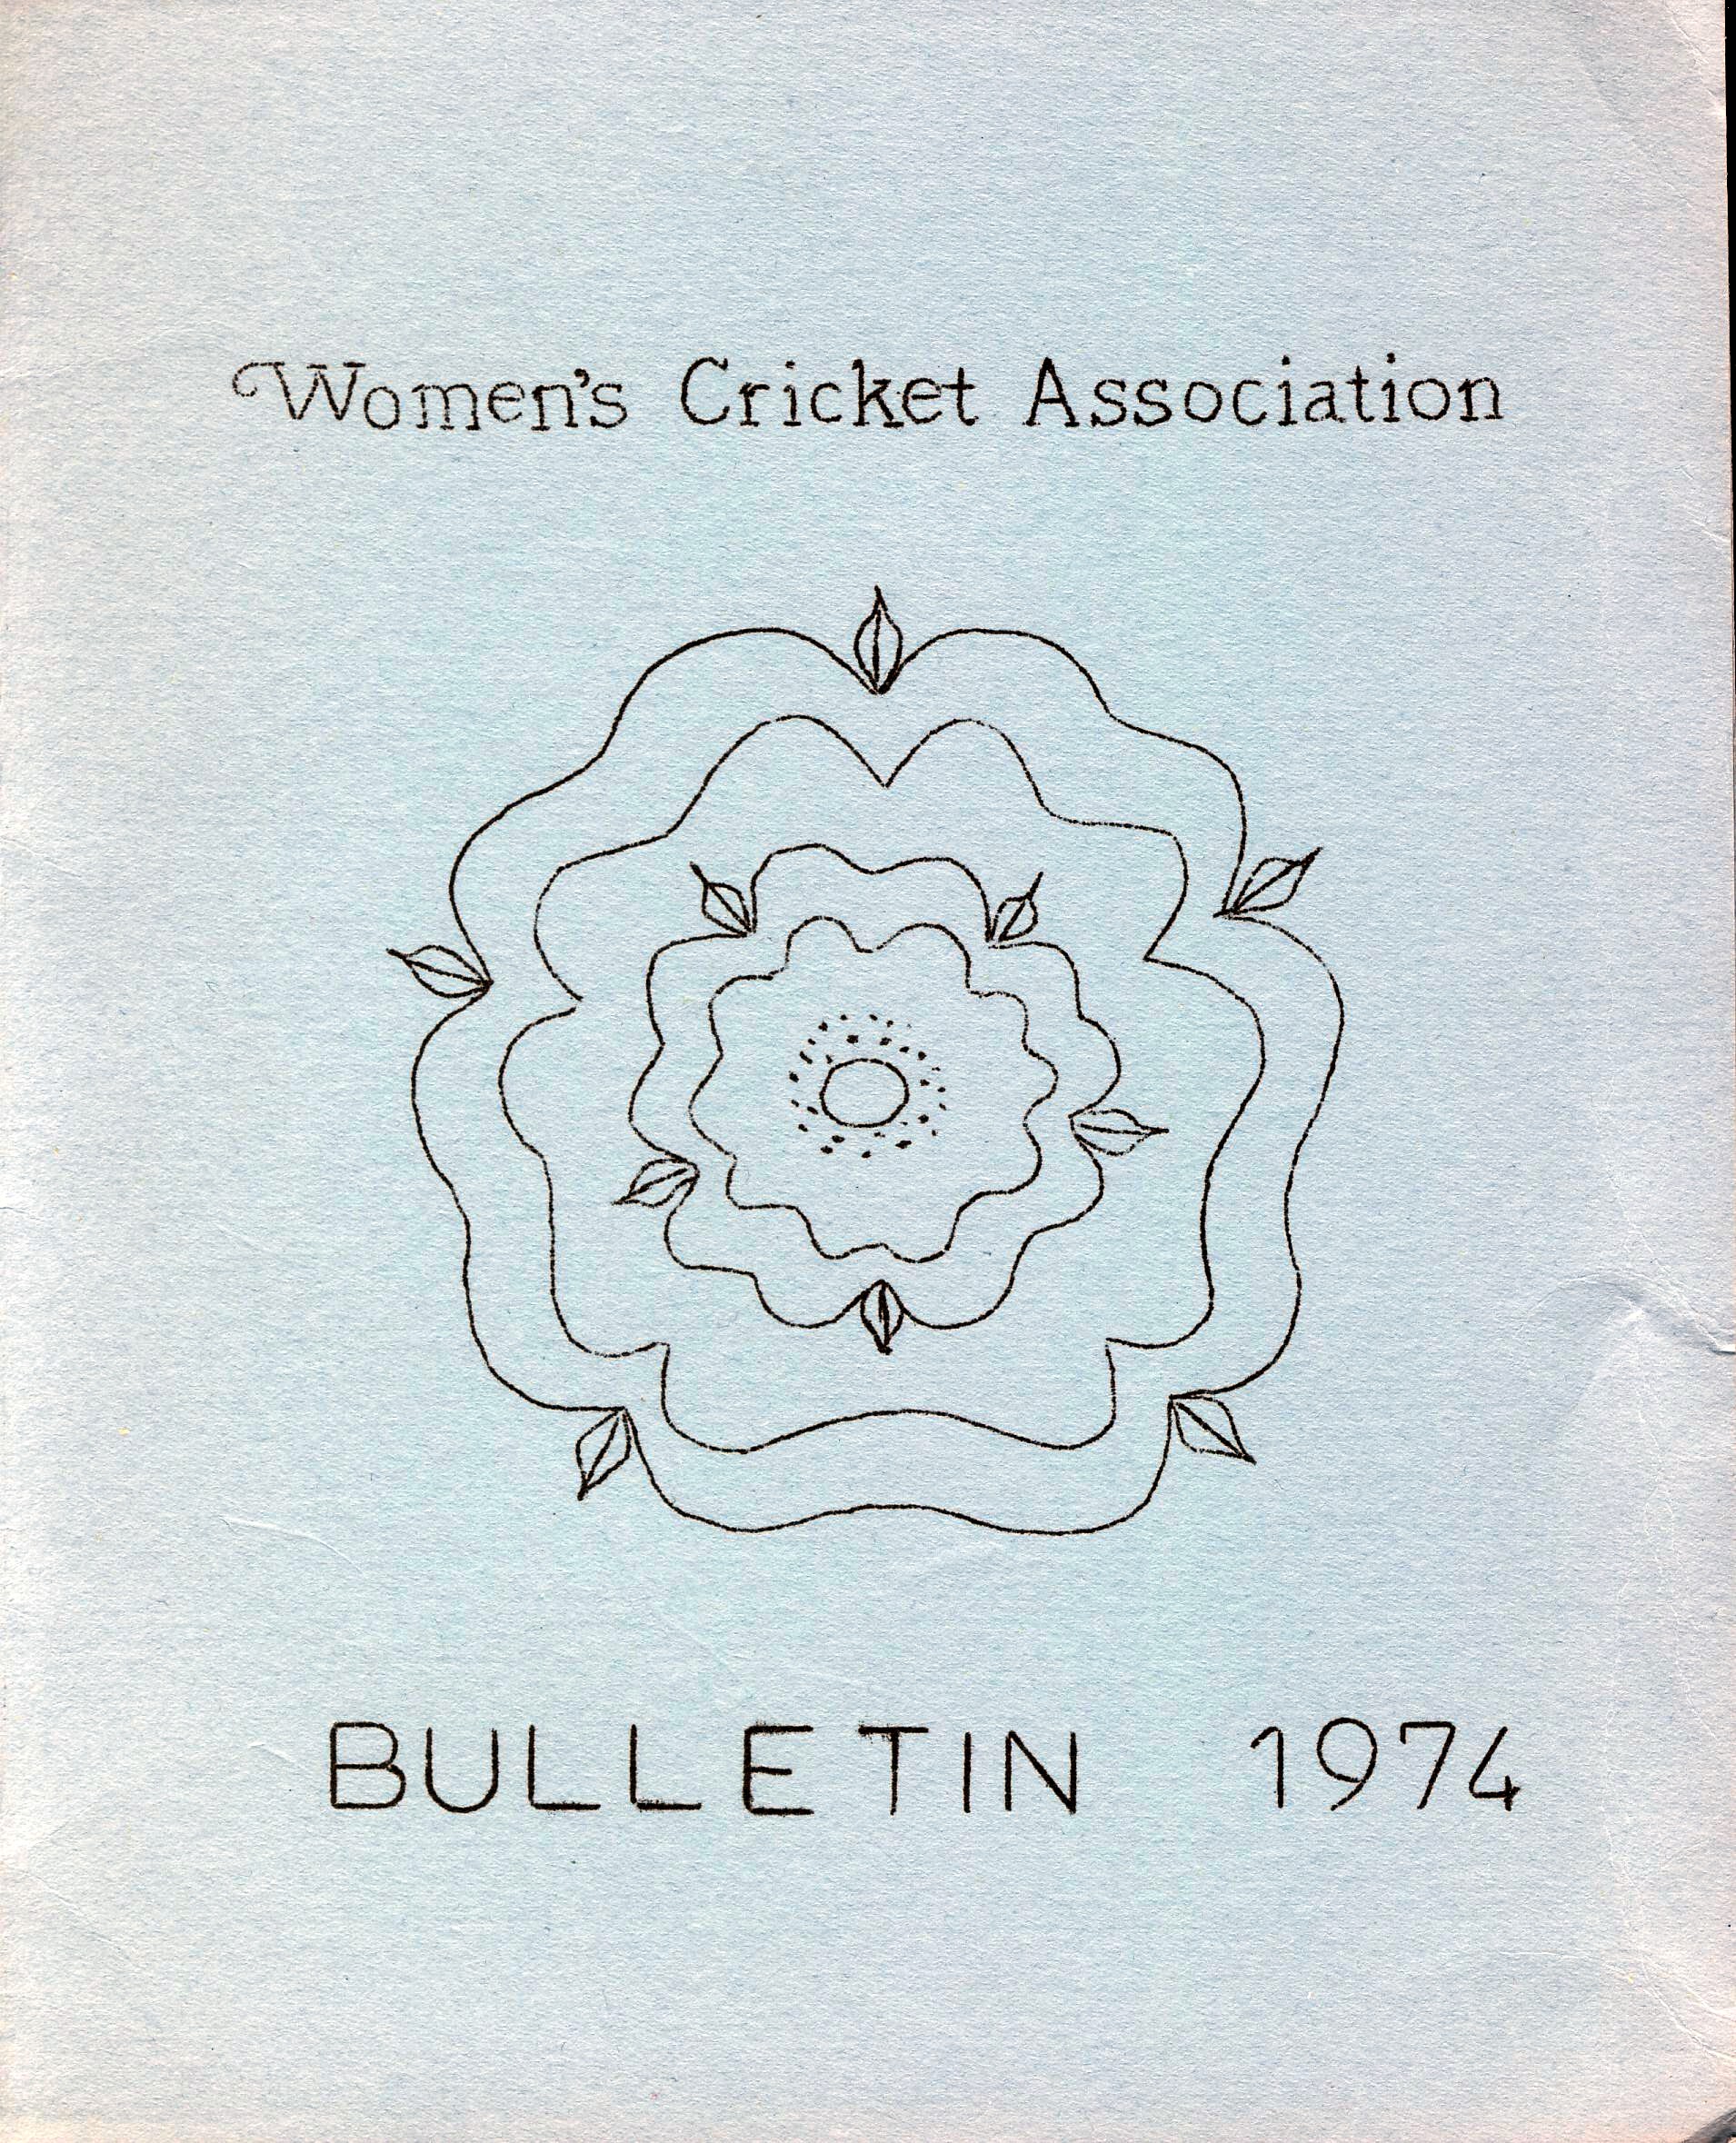 Women's Cricket Association
BULLETIN 1974